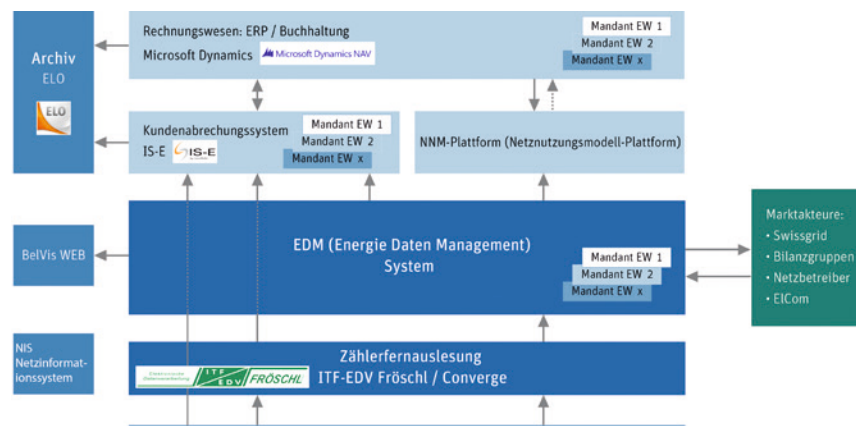 Archiv
ELO
ELO
Rechnungswesen: ERP / Buchhaltung
Microsoft Dynamics
Microsoft Dynamics NAV
Mandant EW 1
Mandant EW 2
Mandant EW x
Kundenabrechungssystem
IS-E
IS-E
Mandant EW 1
Mandant EW 2
Mandant EW x
NNM-Plattform (Netznutzungsmodell-Plattform)
BelVis WEB
EDM (Energie Daten Management)
System
Mandant EW 1
Mandant EW 2
Mandant EW x
Marktakteure:
• Swissgrid
• Bilanzgruppen
• Netzbetreiber
• ElCom
NIS
Netzinformat-
ionssystem
Zählerfernauslesung
ITF-EDV Fröschl / Converge
ITF
EDV
FRÖSCHL